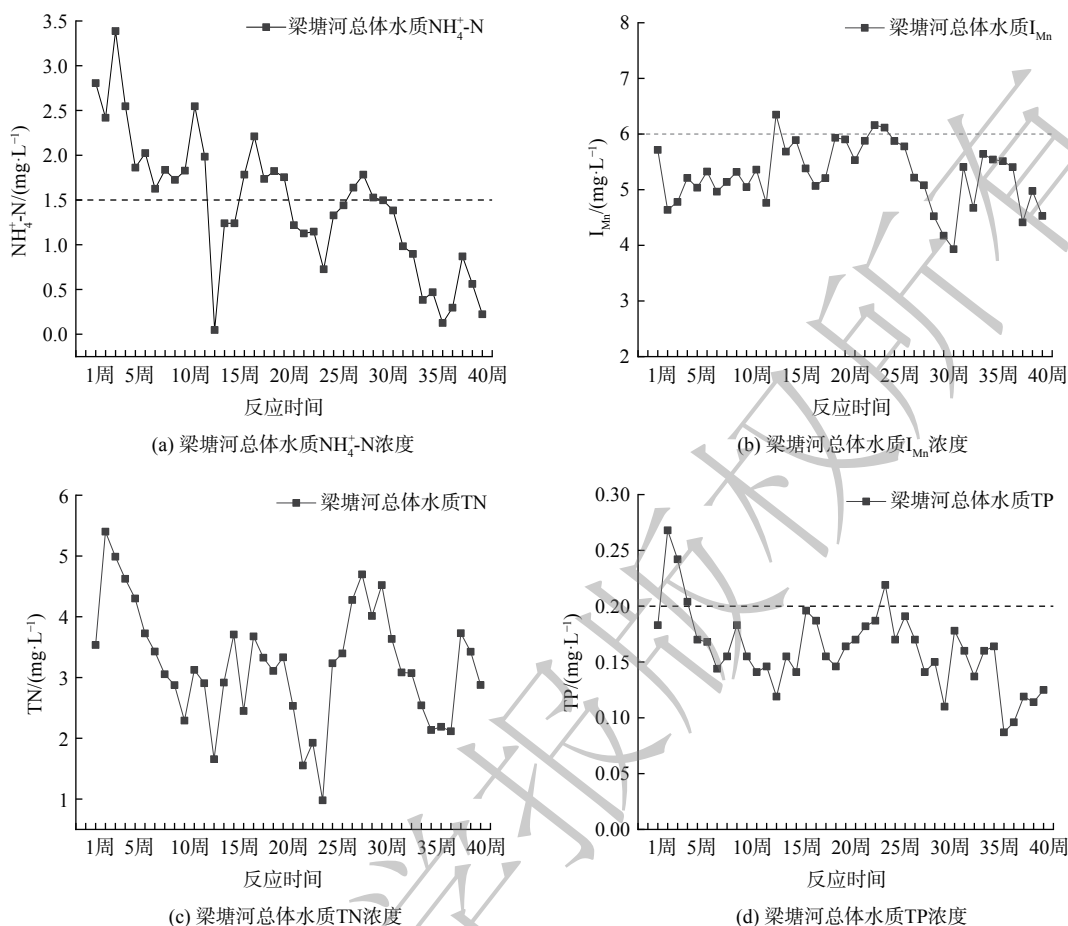 3.5
3.0
2.5
2.0
1.5
1.0
0.5
0.0
NH₄⁺-N/(mg·L⁻¹)
梁塘河总体水质NH₄⁺-N
1周 5周 10周 15周 20周 25周 30周 35周 40周
反应时间
(a) 梁塘河总体水质NH₄⁺-N浓度
8
7
6
5
4
3
2
I_Mn/(mg·L⁻¹)
梁塘河总体水质I_Mn
1周 5周 10周 15周 20周 25周 30周 35周 40周
反应时间
(b) 梁塘河总体水质I_Mn浓度
6
5
4
3
2
1
TN/(mg·L⁻¹)
梁塘河总体水质TN
1周 5周 10周 15周 20周 25周 30周 35周 40周
反应时间
(c) 梁塘河总体水质TN浓度
0.30
0.25
0.20
0.15
0.10
0.05
0.00
TP/(mg·L⁻¹)
梁塘河总体水质TP
1周 5周 10周 15周 20周 25周 30周 35周 40周
反应时间
(d) 梁塘河总体水质TP浓度
学报版权所有